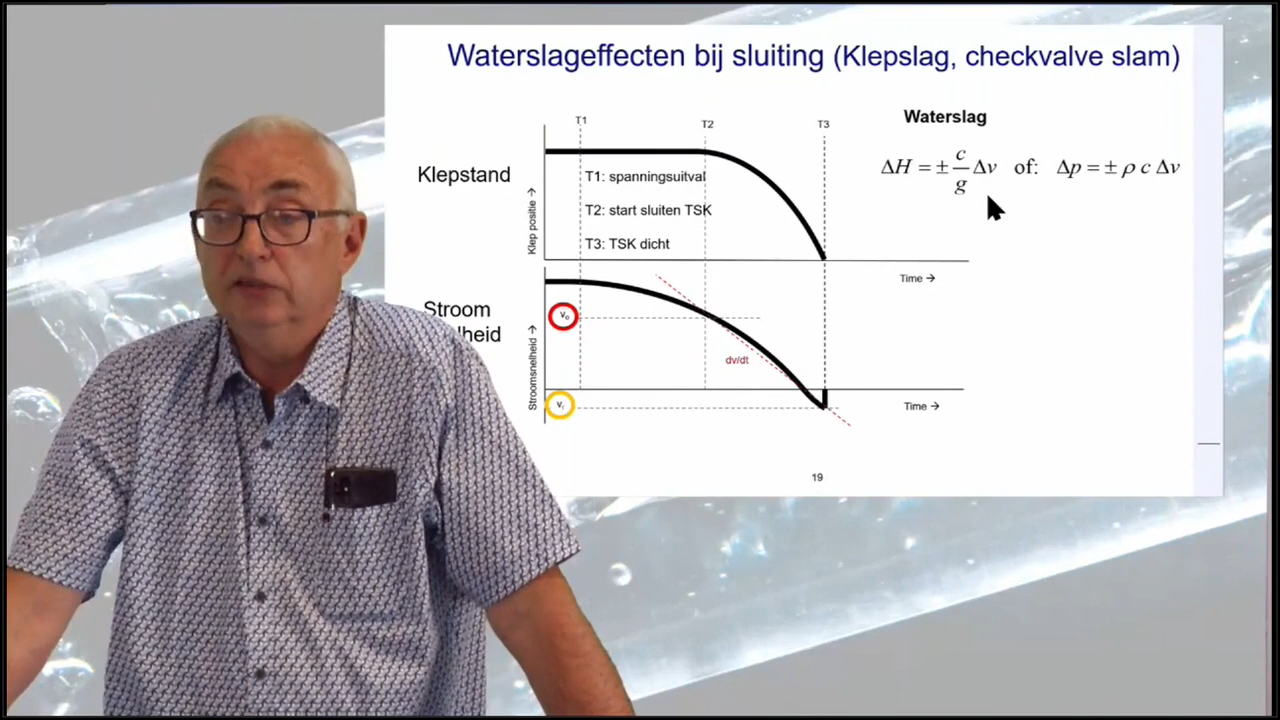 Waterslageffecten bij sluiting (Klepslag, checkvalve slam)
Waterslag
ΔH = ± c/g Δv of: Δp = ± ρ c Δv
T1 T2 T3
Klepstand
Klep positie →
T1: spanningsuitval
T2: start sluiten TSK
T3: TSK dicht
Time →
Stroom
heid
Stroomsnelheid →
v₀
dv/dt
vᵣ
Time →
19